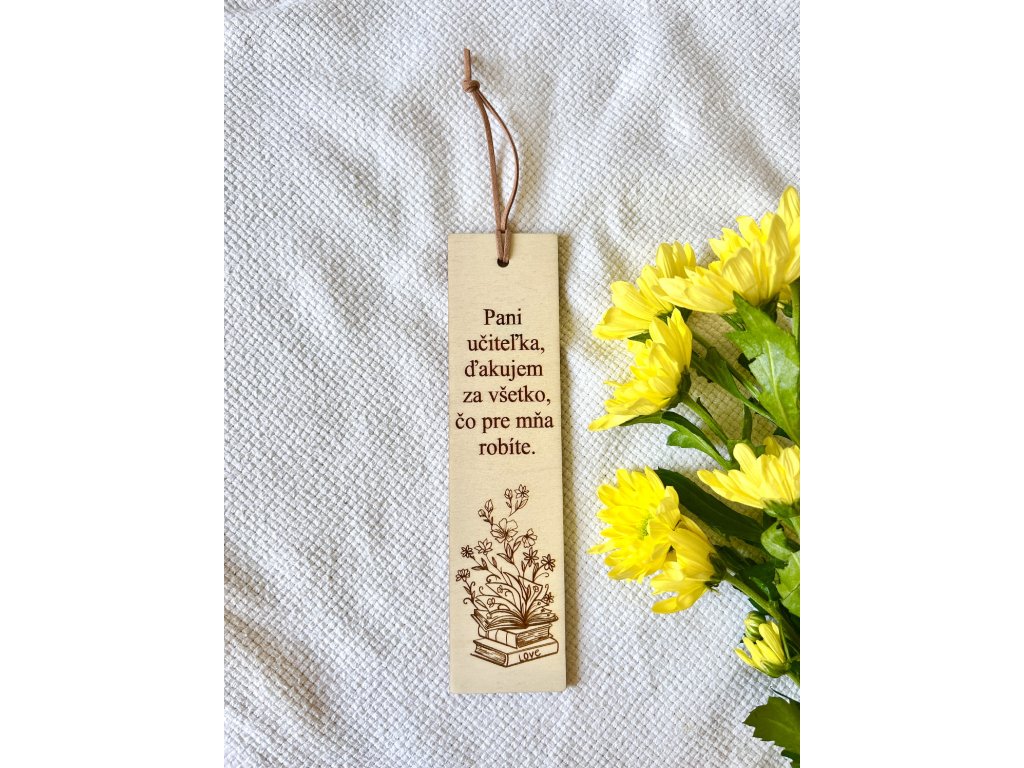 Pani
učiteľka,
ďakujem
za všetko,
čo pre mňa
robíte.
LOVE